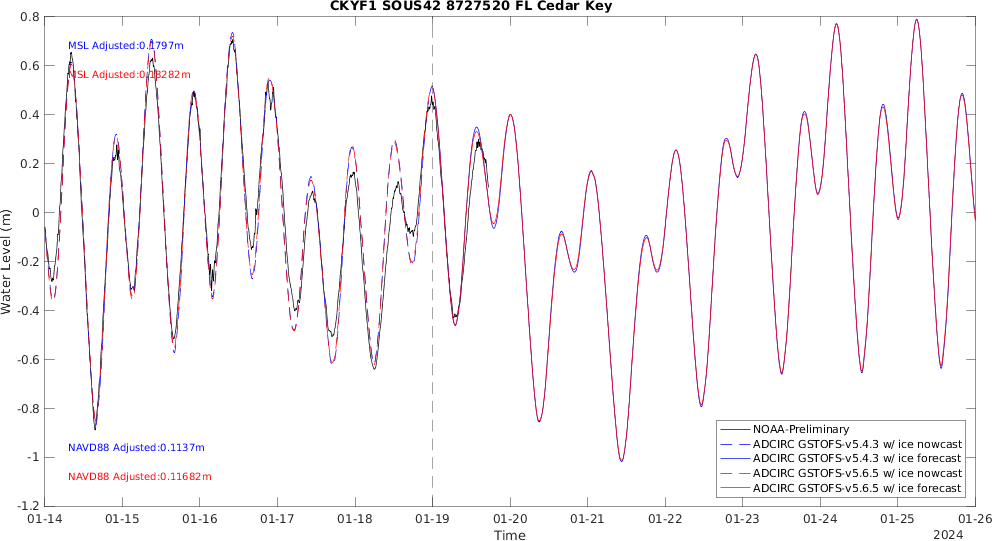 CKYF1 SOUS42 8727520 FL Cedar Key
0.8
0.6
0.4
0.2
0
-0.2
-0.4
-0.6
-0.8
-1
-1.2
Water Level (m)
MSL Adjusted:0.1797m
MSL Adjusted:0.18282m
NAVD88 Adjusted:0.1137m
NAVD88 Adjusted:0.11682m
NOAA-Preliminary
ADCIRC GSTOFS-v5.4.3 w/ ice nowcast
ADCIRC GSTOFS-v5.4.3 w/ ice forecast
ADCIRC GSTOFS-v5.6.5 w/ ice nowcast
ADCIRC GSTOFS-v5.6.5 w/ ice forecast
01-14 01-15 01-16 01-17 01-18 01-19 01-20 01-21 01-22 01-23 01-24 01-25 01-26
Time
2024